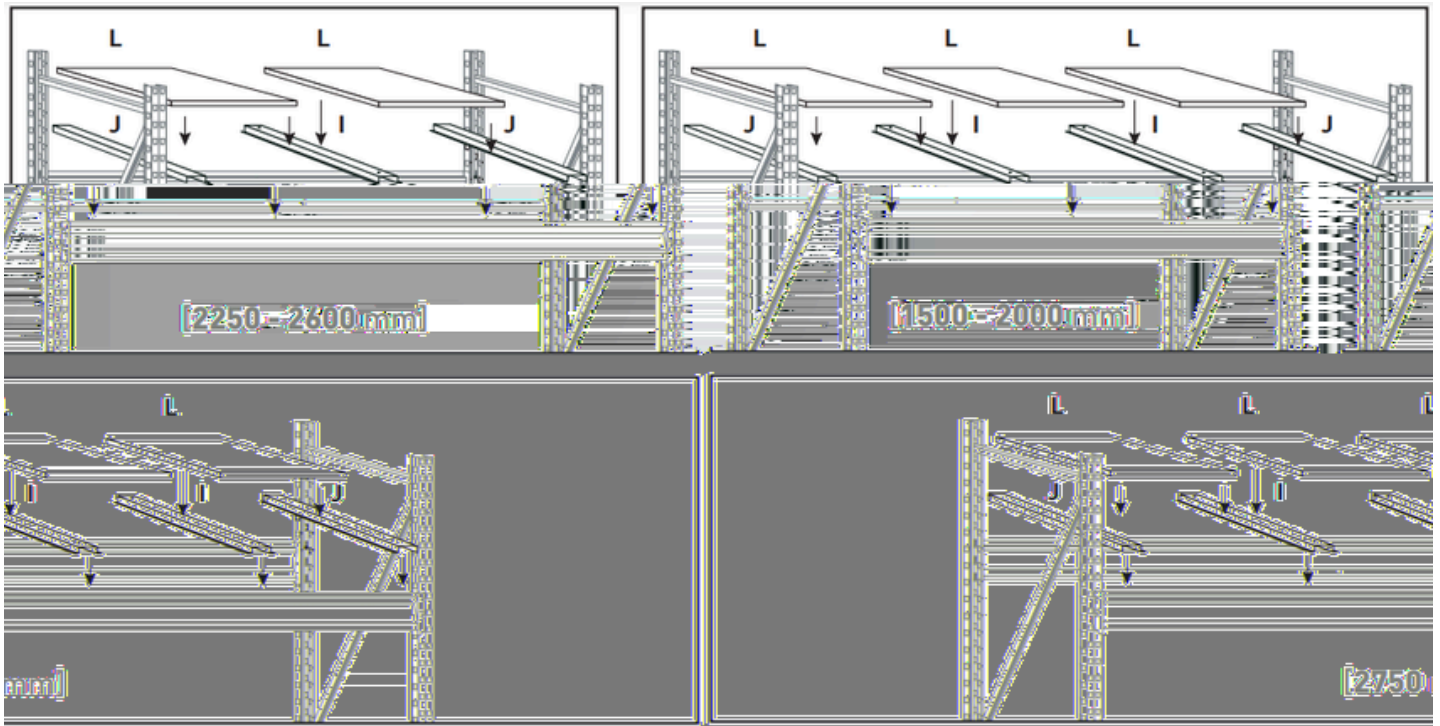 L L
J I J
L L L
J I I J
[2250 - 2600 mm]
[1500 - 2000 mm]
L
I I J
mm]
L L L
J I
[2750